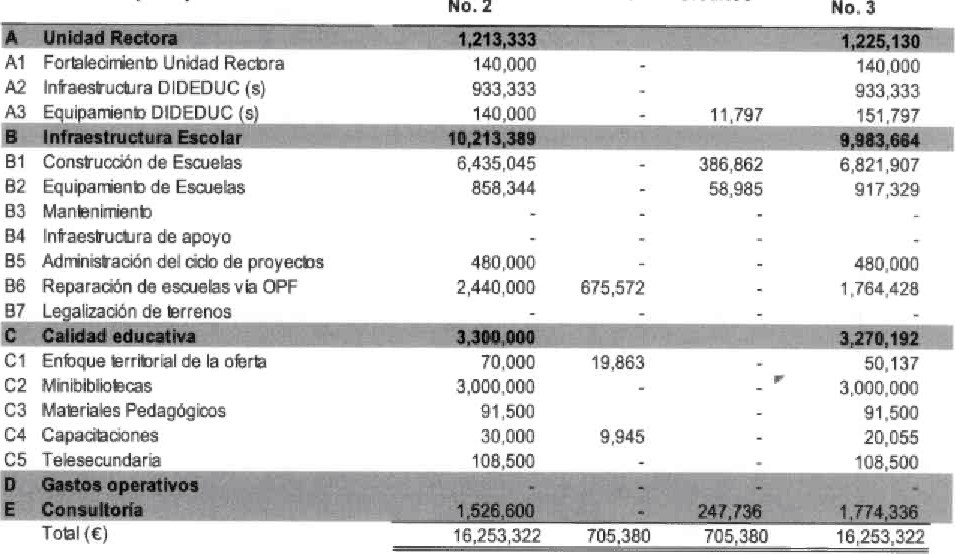 No. 2 No. 3
A Unidad Rectora 1,213,333 1,225,130
A1 Fortalecimiento Unidad Rectora 140,000 - 140,000
A2 Infraestructura DIDEDUC (s) 933,333 - 933,333
A3 Equipamiento DIDEDUC (s) 140,000 - 11,797 151,797
B Infraestructura Escolar 10,213,389 9,983,664
B1 Construcción de Escuelas 6,435,045 - 386,862 6,821,907
B2 Equipamiento de Escuelas 858,344 - 58,985 917,329
B3 Mantenimiento - - - -
B4 Infraestructura de apoyo - - - -
B5 Administración del ciclo de proyectos 480,000 - - 480,000
B6 Reparación de escuelas via OPF 2,440,000 675,572 - 1,764,428
B7 Legalización de terrenos - - - -
C Calidad educativa 3,300,000 3,270,192
C1 Enfoque territorial de la oferta 70,000 19,863 - 50,137
C2 Minibibliotecas 3,000,000 - - 3,000,000
C3 Materiales Pedagógicos 91,500 - 91,500
C4 Capacitaciones 30,000 9,945 - 20,055
C5 Telesecundaria 108,500 - - 108,500
D Gastos operativos - - - -
E Consultoría 1,526,600 - 247,736 1,774,336
Total (€) 16,253,322 705,380 705,380 16,253,322